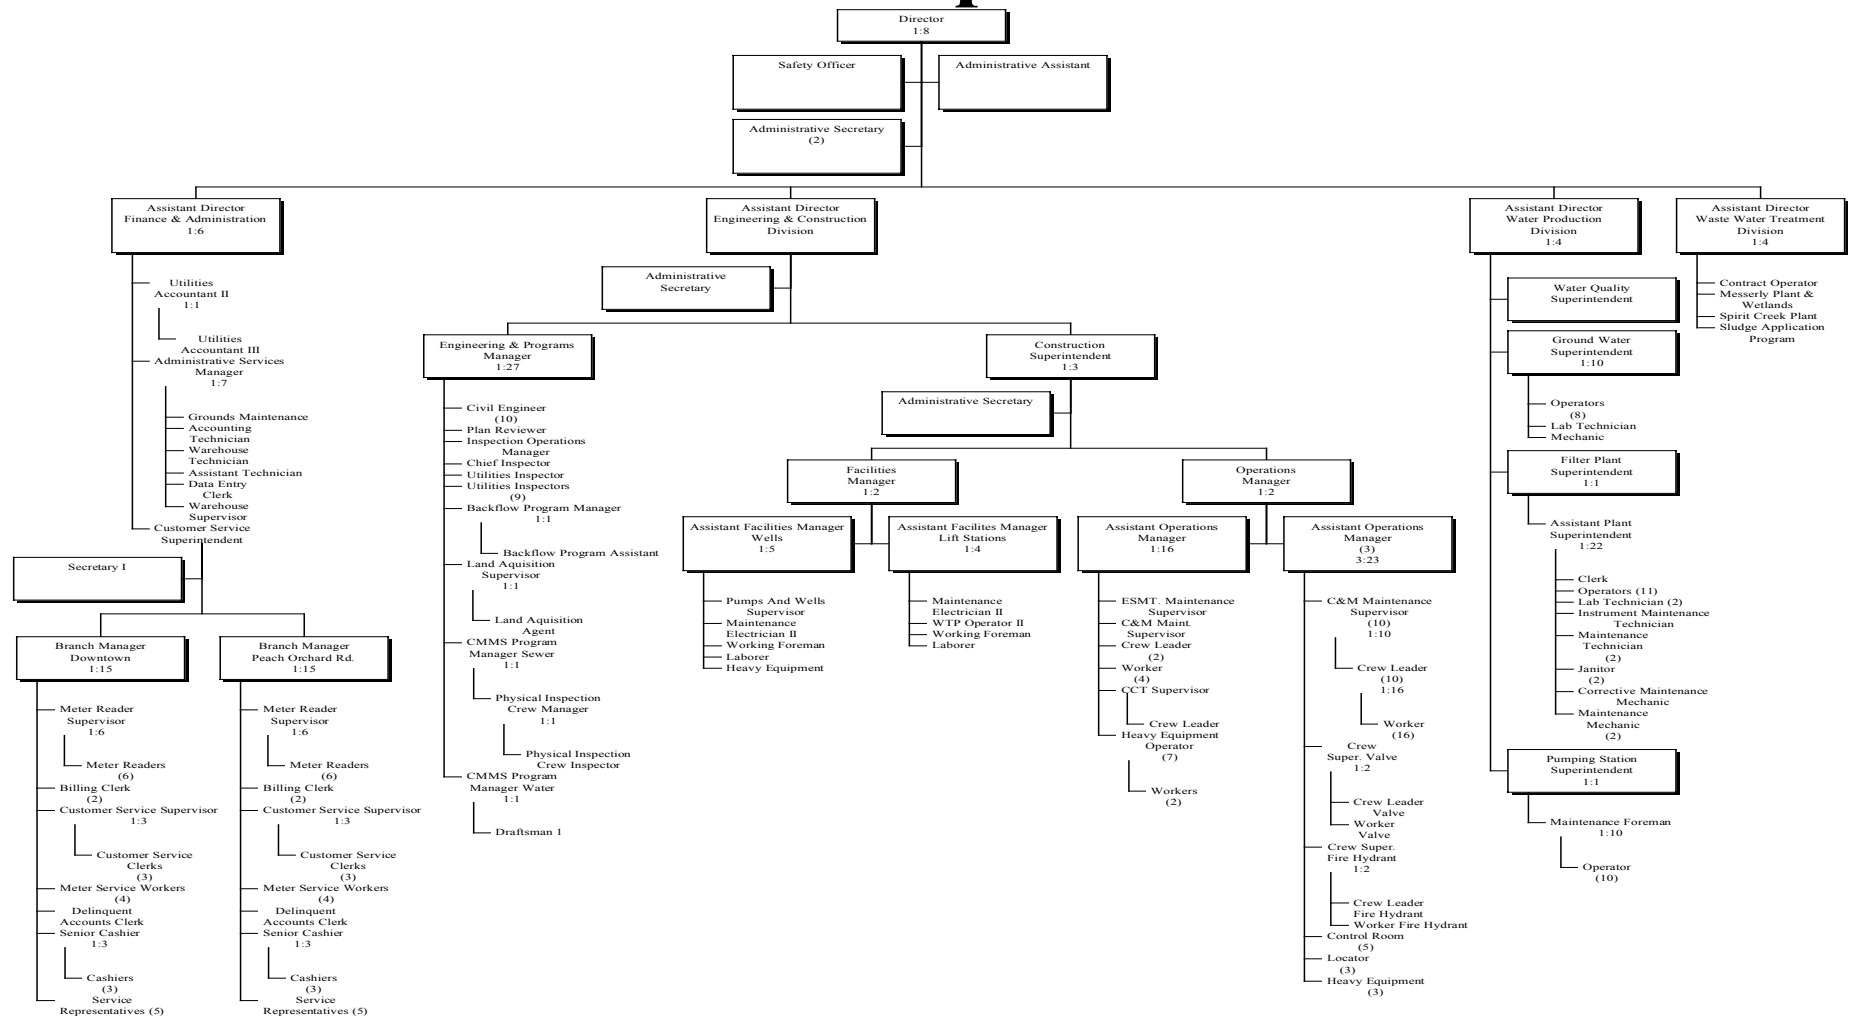 Director
1:8
Safety Officer
Administrative Assistant
Administrative Secretary
(2)
Assistant Director
Finance & Administration
1:6
Assistant Director
Engineering & Construction
Division
Assistant Director
Water Production
Division
1:4
Assistant Director
Waste Water Treatment
Division
1:4
Utilities
Accountant II
1:1
Utilities
Accountant III
Administrative Services
Manager
1:7
Grounds Maintenance
Accounting
Technician
Warehouse
Technician
Assistant Technician
Data Entry
Clerk
Warehouse
Supervisor
Customer Service
Superintendent
Secretary I
Branch Manager
Downtown
1:15
Meter Reader
Supervisor
1:6
Meter Readers
(6)
Billing Clerk
(2)
Customer Service Supervisor
1:3
Customer Service
Clerks
(3)
Meter Service Workers
(4)
Delinquent
Accounts Clerk
Senior Cashier
1:3
Cashiers
(3)
Service
Representatives (5)
Branch Manager
Peach Orchard Rd.
1:15
Meter Reader
Supervisor
1:6
Meter Readers
(6)
Billing Clerk
(2)
Customer Service Supervisor
1:3
Customer Service
Clerks
(3)
Meter Service Workers
(4)
Delinquent
Accounts Clerk
Senior Cashier
1:3
Cashiers
(3)
Service
Representatives (5)
Administrative
Secretary
Engineering & Programs
Manager
1:27
Civil Engineer
(10)
Plan Reviewer
Inspection Operations
Manager
Chief Inspector
Utilities Inspector
Utilities Inspectors
(9)
Backflow Program Manager
1:1
Backflow Program Assistant
Land Aquisition
Supervisor
1:1
Land Aquisition
Agent
CMMS Program
Manager Sewer
1:1
Physical Inspection
Crew Manager
1:1
Physical Inspection
Crew Inspector
CMMS Program
Manager Water
1:1
Draftsman 1
Construction
Superintendent
1:3
Administrative Secretary
Facilities
Manager
1:2
Assistant Facilities Manager
Wells
1:5
Pumps And Wells
Supervisor
Maintenance
Electrician II
Working Foreman
Laborer
Heavy Equipment
Assistant Facilites Manager
Lift Stations
1:4
Maintenance
Electrician II
WTP Operator II
Working Foreman
Laborer
Operations
Manager
1:2
Assistant Operations
Manager
1:16
ESMT. Maintenance
Supervisor
C&M Maint.
Supervisor
Crew Leader
(2)
Worker
(4)
CCT Supervisor
Crew Leader
Heavy Equipment
Operator
(7)
Workers
(2)
Assistant Operations
Manager
(3)
3:23
C&M Maintenance
Supervisor
(10)
1:10
Crew Leader
(10)
1:16
Worker
(16)
Crew
Super. Valve
1:2
Crew Leader
Valve
Worker
Valve
Crew Super.
Fire Hydrant
1:2
Crew Leader
Fire Hydrant
Worker Fire Hydrant
Control Room
(5)
Locator
(3)
Heavy Equipment
(3)
Water Quality
Superintendent
Ground Water
Superintendent
1:10
Operators
(8)
Lab Technician
Mechanic
Filter Plant
Superintendent
1:1
Assistant Plant
Superintendent
1:22
Clerk
Operators (11)
Lab Technician (2)
Instrument Maintenance
Technician
Maintenance
Technician
(2)
Janitor
(2)
Corrective Maintenance
Mechanic
Maintenance
Mechanic
(2)
Pumping Station
Superintendent
1:1
Maintenance Foreman
1:10
Operator
(10)
Contract Operator
Messerly Plant &
Wetlands
Spirit Creek Plant
Sludge Application
Program